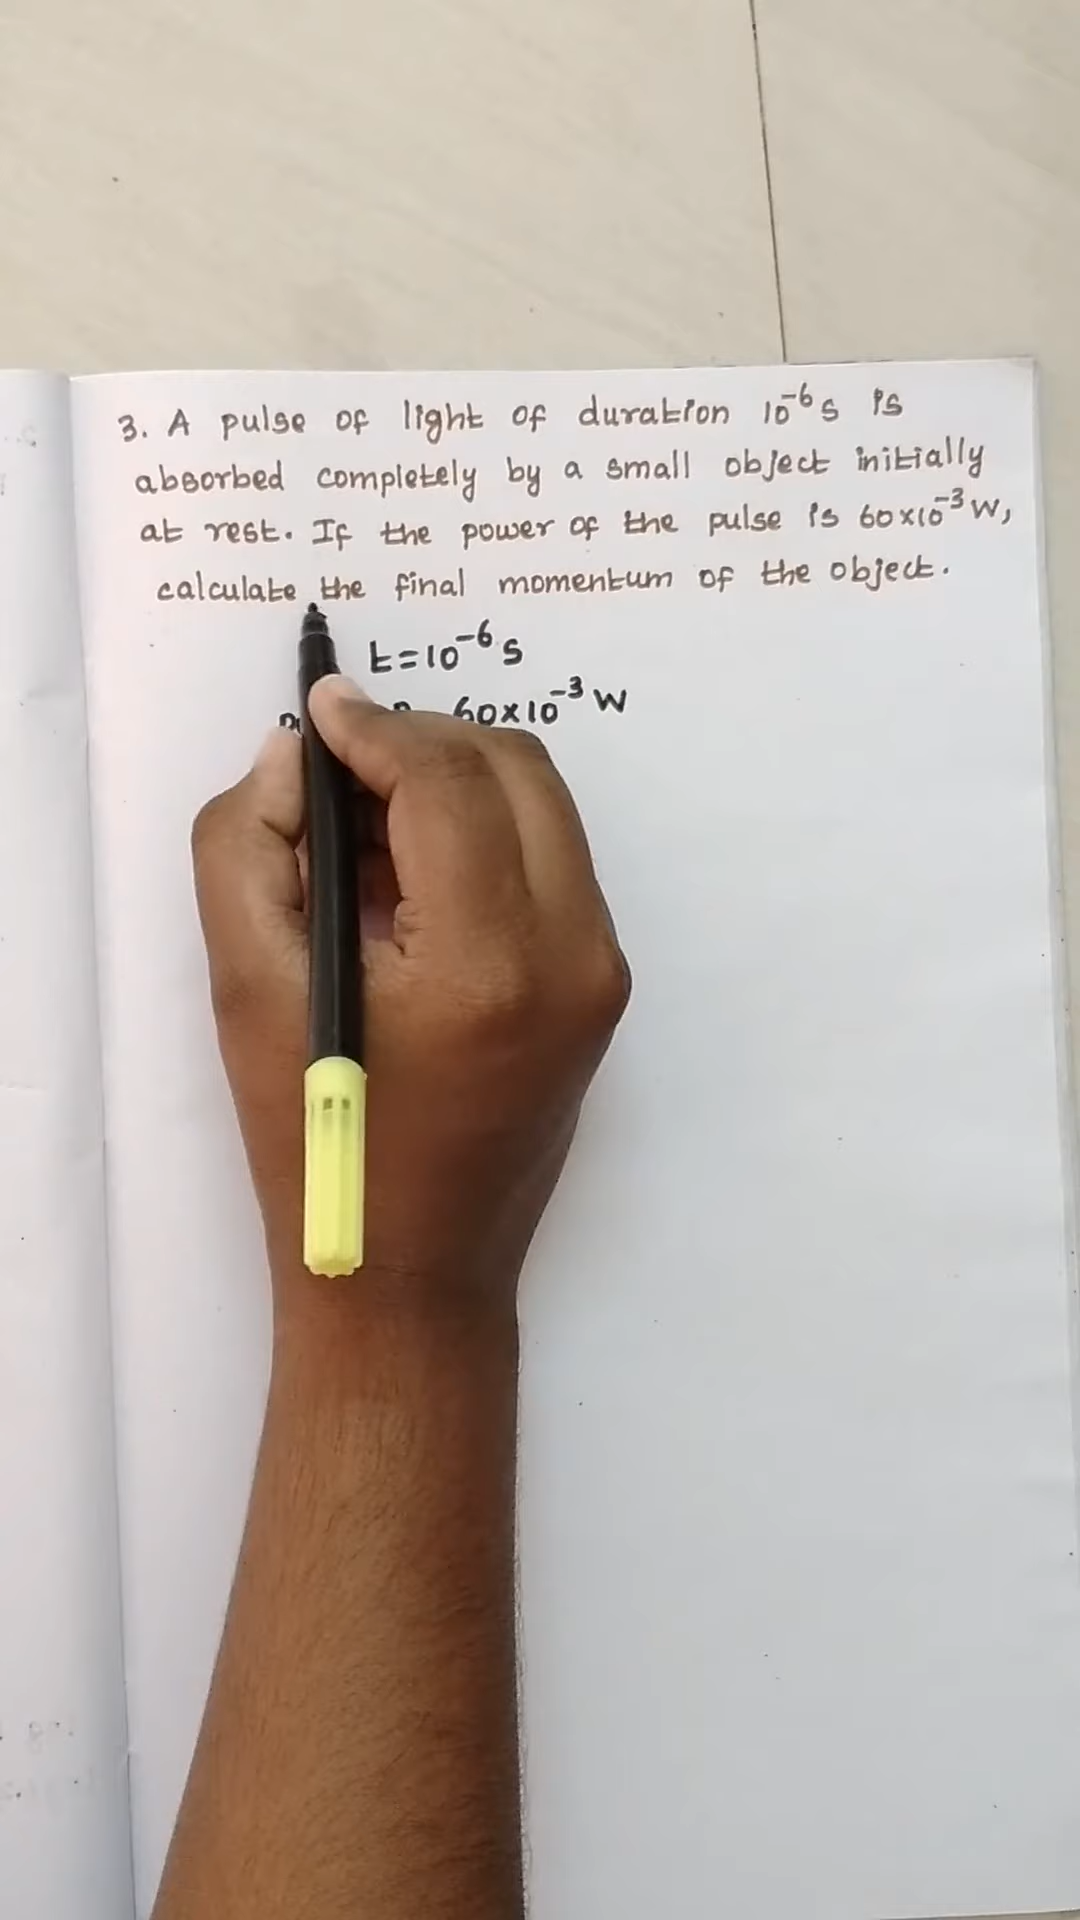 3. A pulse of light of duration 10⁻⁶ s is
absorbed completely by a small object initially
at rest. If the power of the pulse is 60×10⁻³ W,
calculate the final momentum of the object.
t = 10⁻⁶ s
60×10⁻³ W